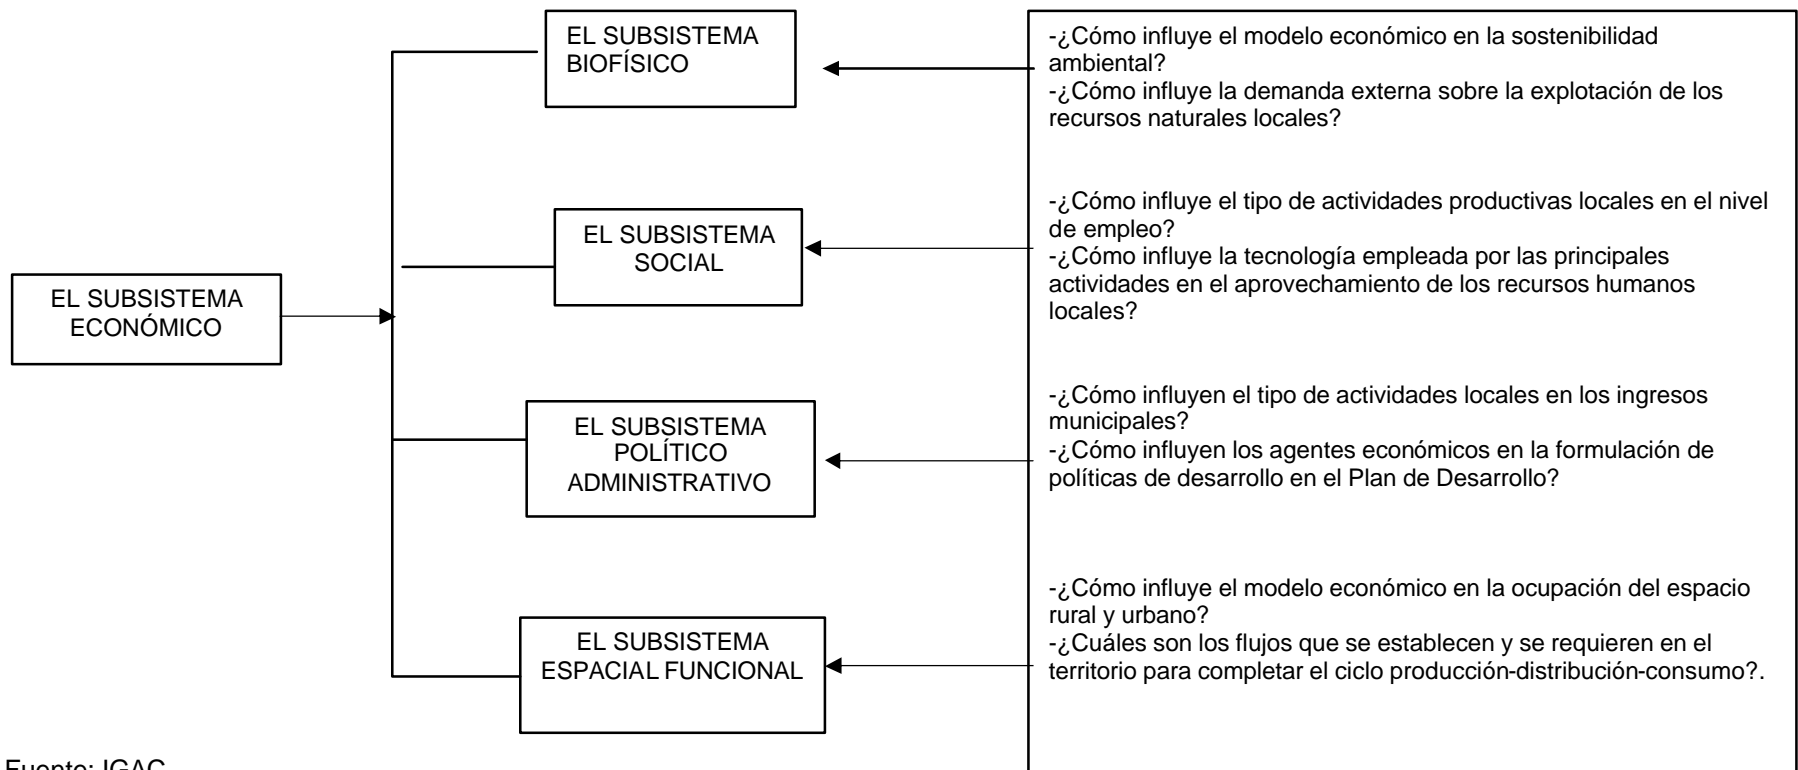 EL SUBSISTEMA
BIOFÍSICO
-¿Cómo influye el modelo económico en la sostenibilidad
ambiental?
-¿Cómo influye la demanda externa sobre la explotación de los
recursos naturales locales?
EL SUBSISTEMA
SOCIAL
-¿Cómo influye el tipo de actividades productivas locales en el nivel
de empleo?
-¿Cómo influye la tecnología empleada por las principales
actividades en el aprovechamiento de los recursos humanos
locales?
EL SUBSISTEMA
ECONÓMICO
EL SUBSISTEMA
POLÍTICO
ADMINISTRATIVO
-¿Cómo influyen el tipo de actividades locales en los ingresos
municipales?
-¿Cómo influyen los agentes económicos en la formulación de
políticas de desarrollo en el Plan de Desarrollo?
EL SUBSISTEMA
ESPACIAL FUNCIONAL
-¿Cómo influye el modelo económico en la ocupación del espacio
rural y urbano?
-¿Cuáles son los flujos que se establecen y se requieren en el
territorio para completar el ciclo producción-distribución-consumo?.
Fuente: IGAC